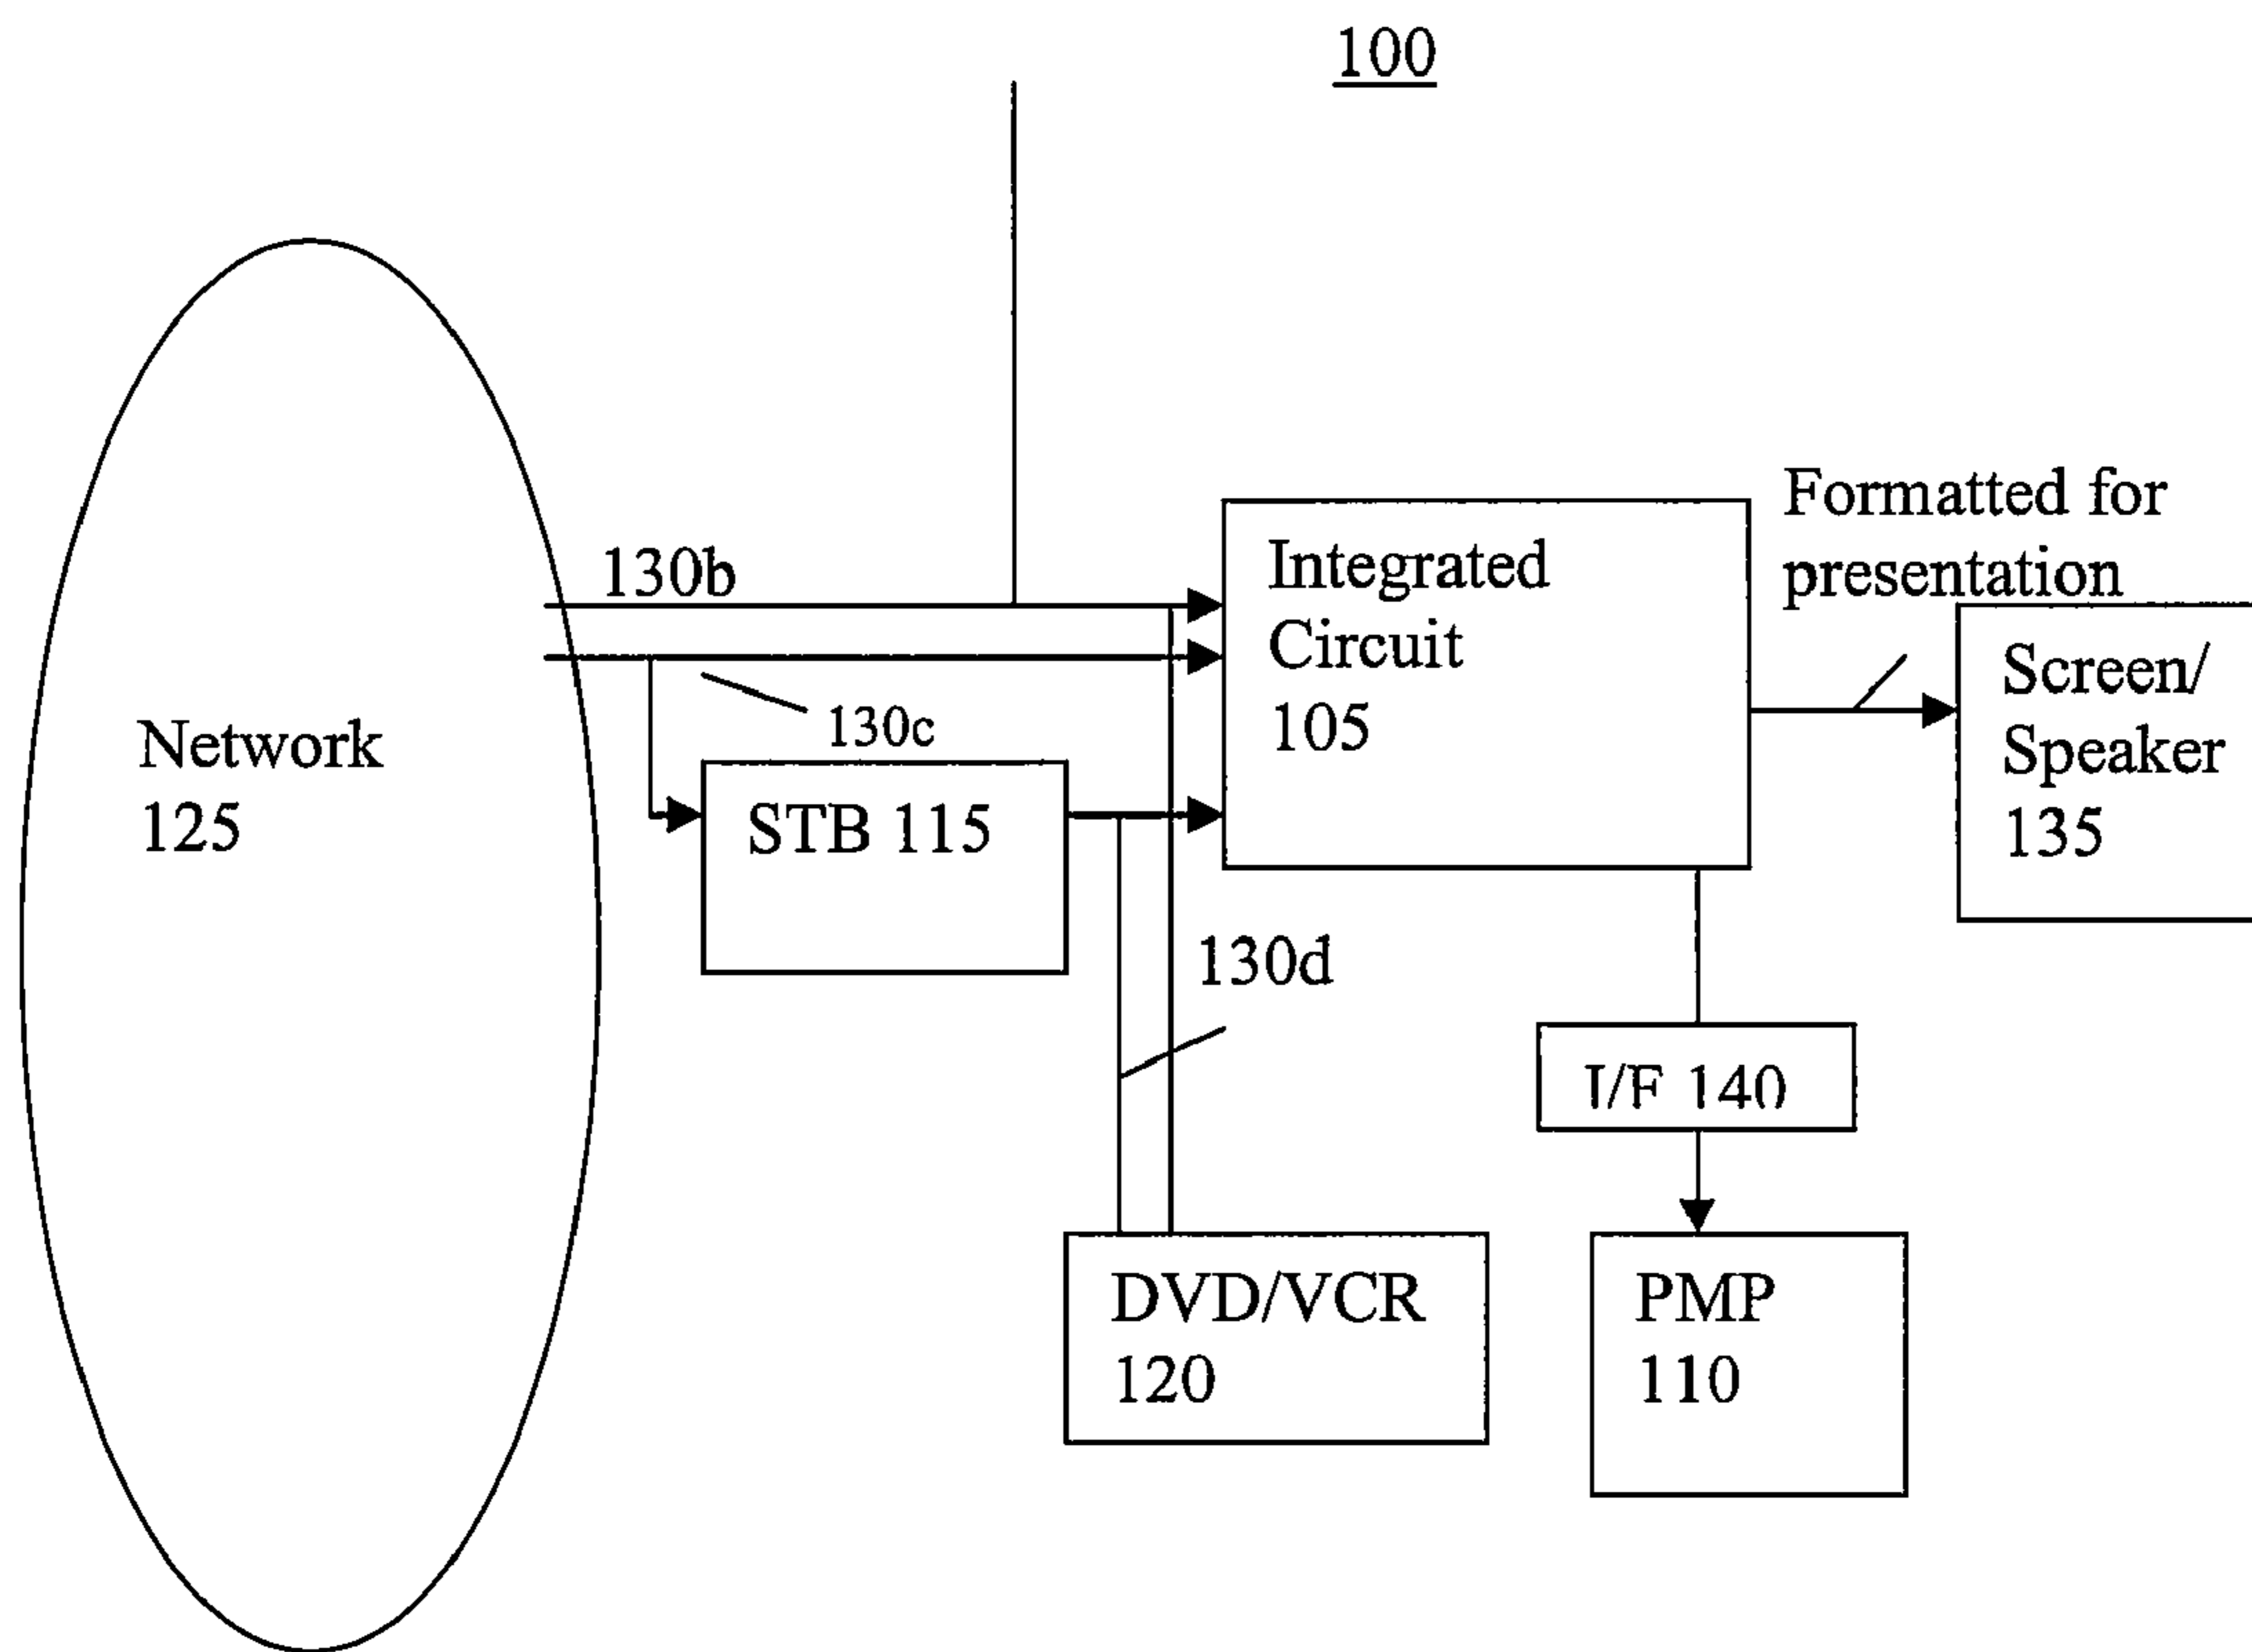 100
130b
Integrated
Circuit
105
Formatted for
presentation
Screen/
Speaker
135
130c
Network
125
STB 115
130d
I/F 140
DVD/VCR
120
PMP
110